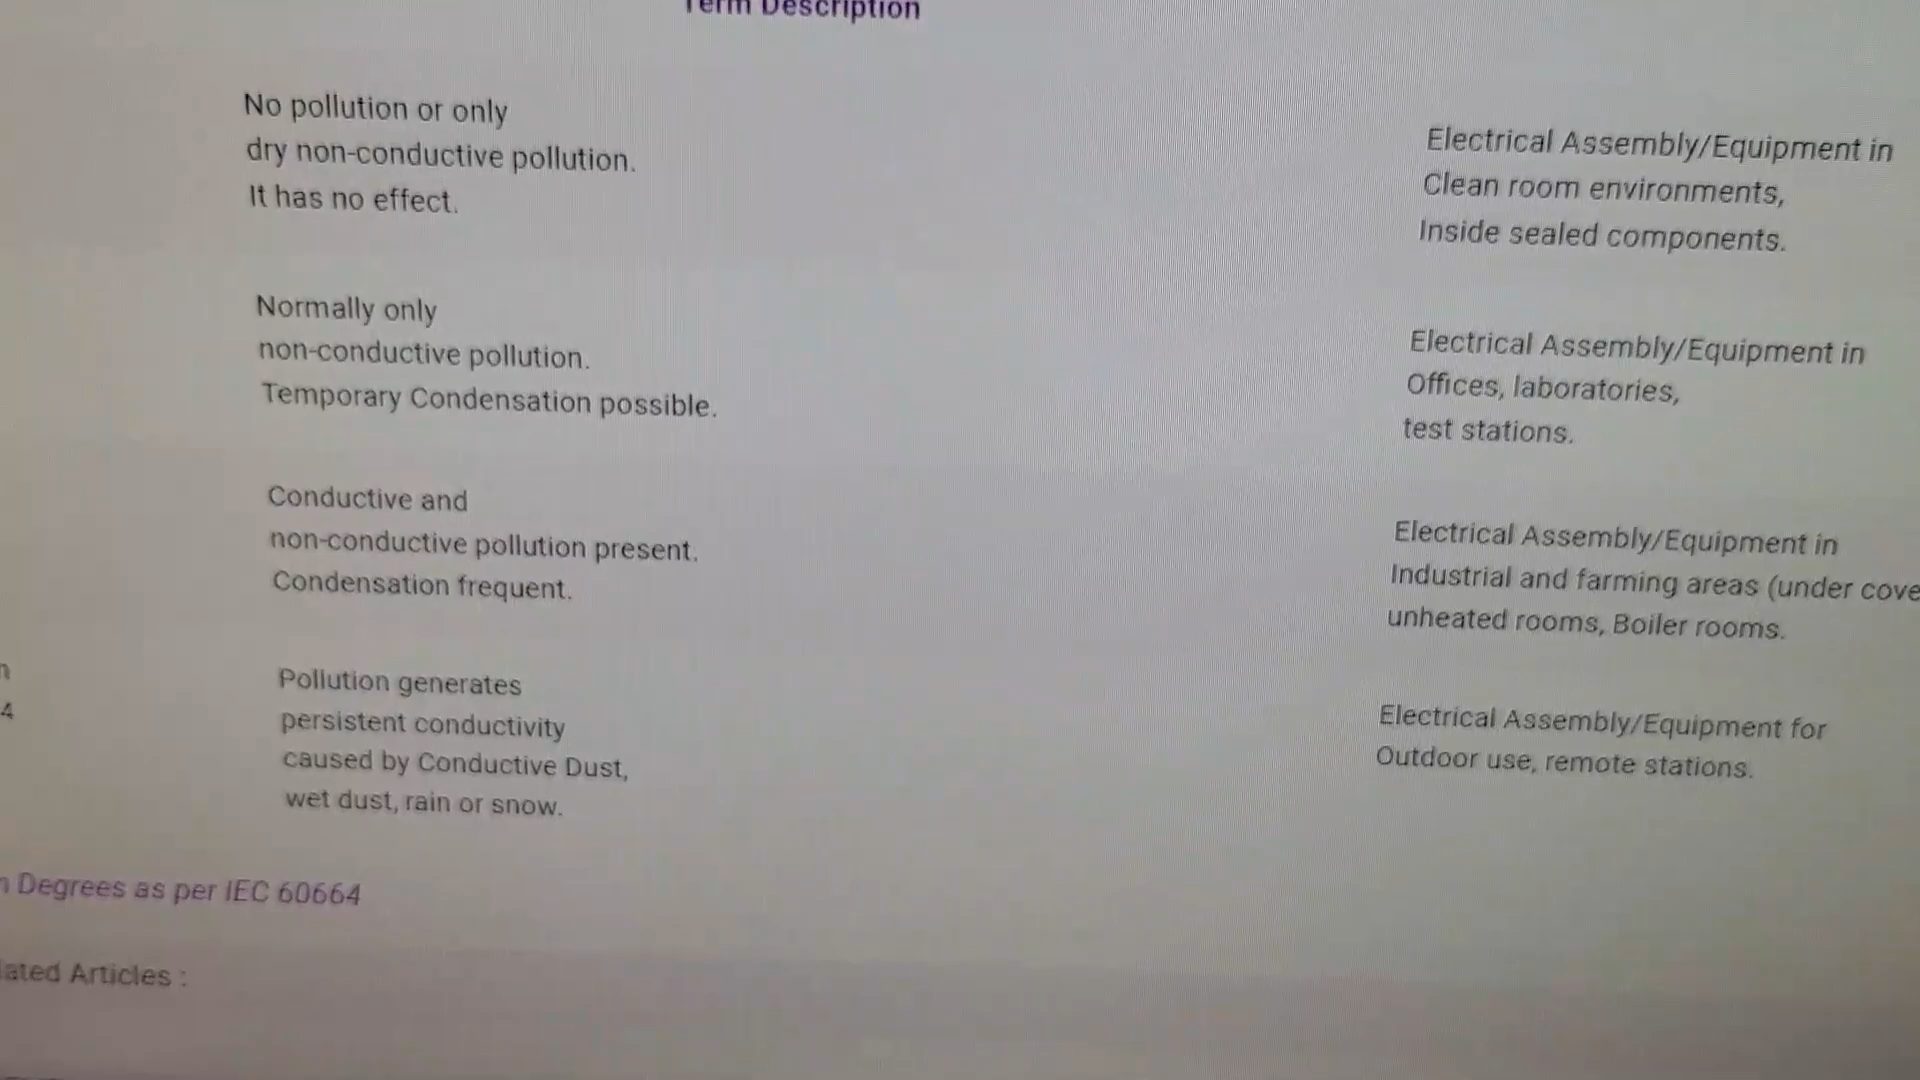 Term Description
No pollution or only
dry non-conductive pollution.
It has no effect.
Electrical Assembly/Equipment in
Clean room environments,
Inside sealed components.
Normally only
non-conductive pollution.
Temporary Condensation possible.
Electrical Assembly/Equipment in
Offices, laboratories,
test stations.
Conductive and
non-conductive pollution present.
Condensation frequent.
Electrical Assembly/Equipment in
Industrial and farming areas (under cove
unheated rooms, Boiler rooms.
n
4
Pollution generates
persistent conductivity
caused by Conductive Dust,
wet dust, rain or snow.
Electrical Assembly/Equipment for
Outdoor use, remote stations.
n Degrees as per IEC 60664
lated Articles :